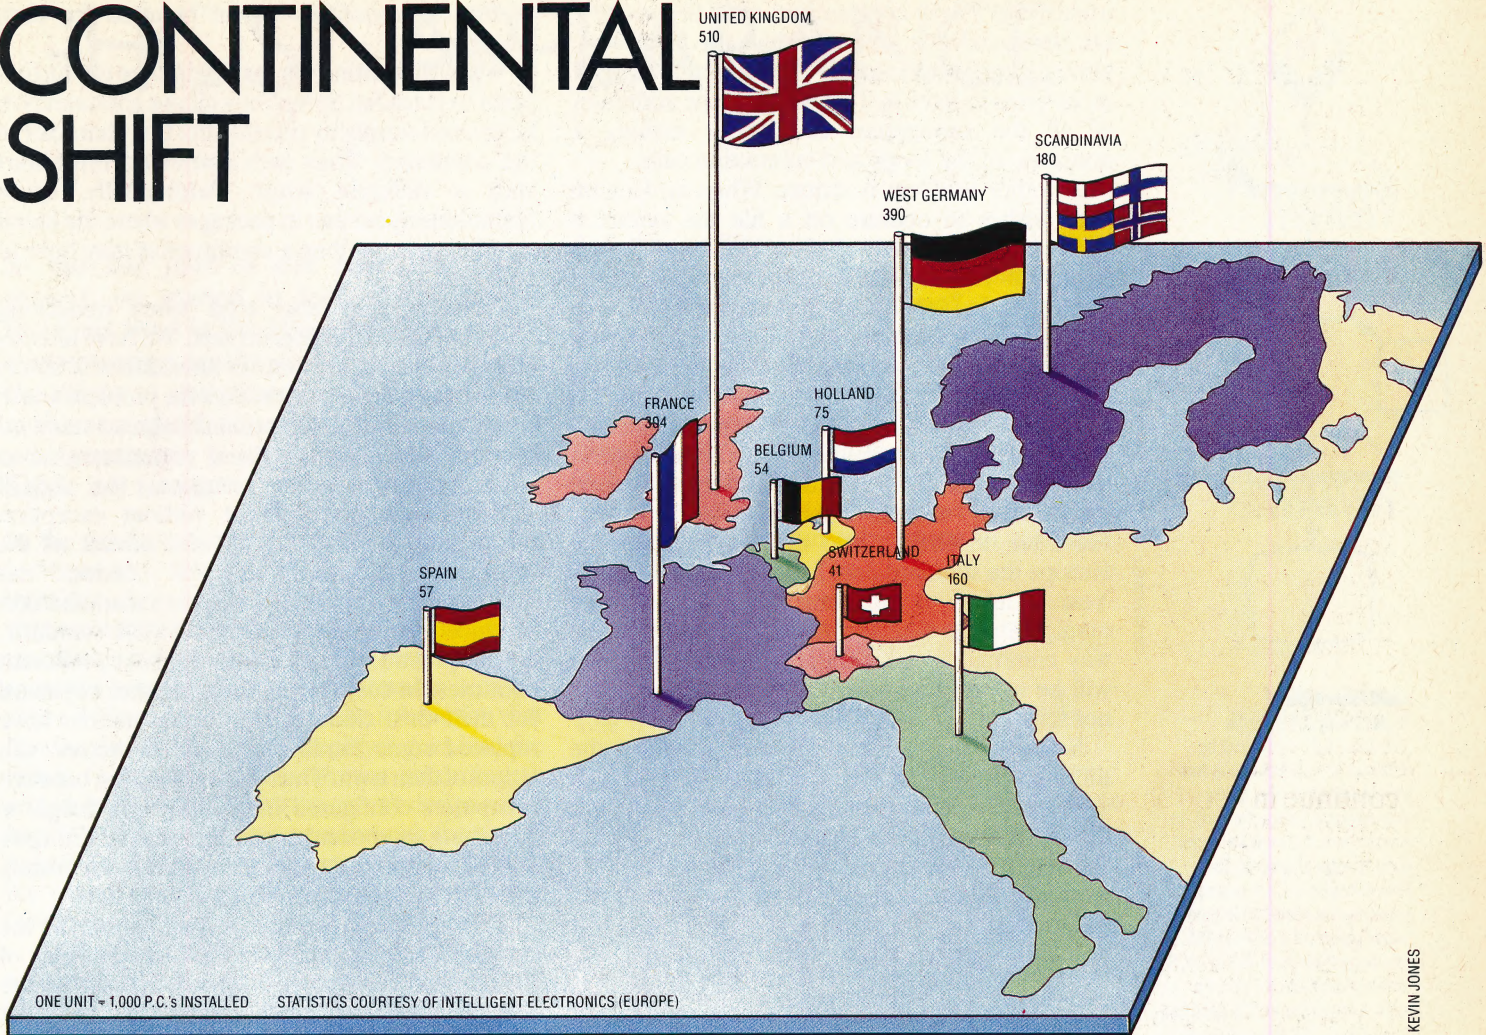 CONTINENTAL
SHIFT
UNITED KINGDOM
510
SCANDINAVIA
180
WEST GERMANY
390
FRANCE
304
HOLLAND
75
BELGIUM
54
SWITZERLAND
41
ITALY
160
SPAIN
57
ONE UNIT = 1,000 P.C.'s INSTALLED STATISTICS COURTESY OF INTELLIGENT ELECTRONICS (EUROPE)
KEVIN JONES